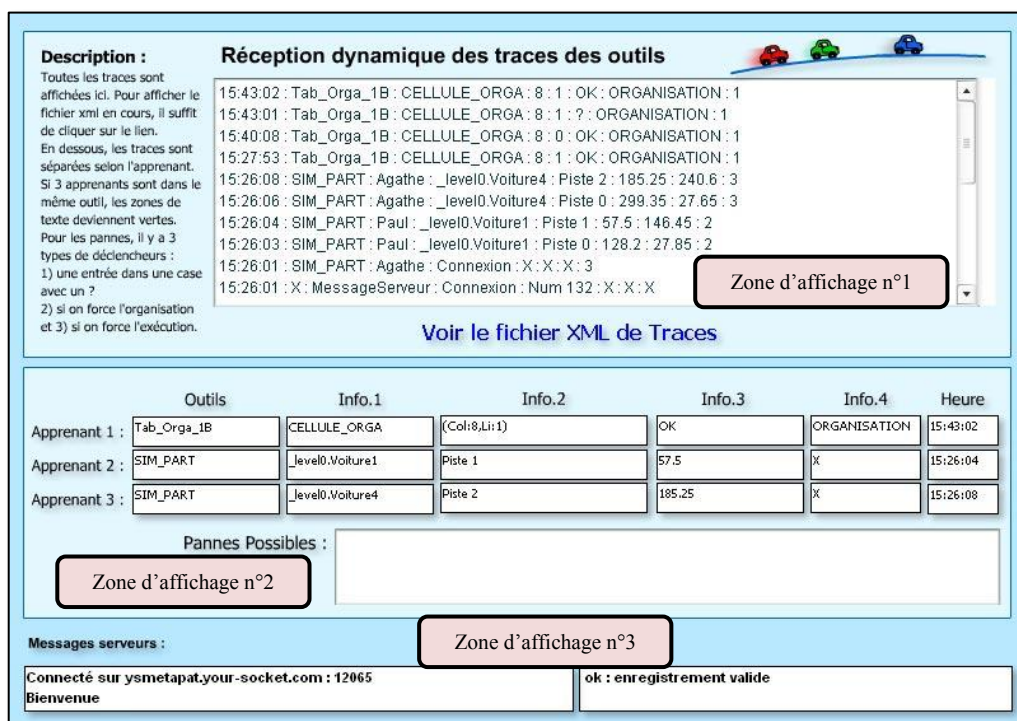 Description :
Toutes les traces sont
affichées ici. Pour afficher le
fichier xml en cours, il suffit
de cliquer sur le lien.
En dessous, les traces sont
séparées selon l'apprenant.
Si 3 apprenants sont dans le
même outil, les zones de
texte deviennent vertes.
Pour les pannes, il y a 3
types de déclencheurs :
1) une entrée dans une case
avec un ?
2) si on force l'organisation
et 3) si on force l'exécution.
Réception dynamique des traces des outils
15:43:02 : Tab_Orga_1B : CELLULE_ORGA : 8 : 1 : OK : ORGANISATION : 1
15:43:01 : Tab_Orga_1B : CELLULE_ORGA : 8 : 1 : ? : ORGANISATION : 1
15:40:08 : Tab_Orga_1B : CELLULE_ORGA : 8 : 0 : OK : ORGANISATION : 1
15:27:53 : Tab_Orga_1B : CELLULE_ORGA : 8 : 1 : OK : ORGANISATION : 1
15:26:08 : SIM_PART : Agathe : _level0.Voiture4 : Piste 2 : 185.25 : 240.6 : 3
15:26:06 : SIM_PART : Agathe : _level0.Voiture4 : Piste 0 : 299.35 : 27.65 : 3
15:26:04 : SIM_PART : Paul : _level0.Voiture1 : Piste 1 : 57.5 : 146.45 : 2
15:26:03 : SIM_PART : Paul : _level0.Voiture1 : Piste 0 : 128.2 : 27.85 : 2
15:26:01 : SIM_PART : Agathe : Connexion : X : X : X : 3
15:26:01 : X : MessageServeur : Connexion : Num 132 : X : X : X
Zone d'affichage n°1
Voir le fichier XML de Traces
Outils Info.1 Info.2 Info.3 Info.4 Heure
Apprenant 1 : Tab_Orga_1B CELLULE_ORGA (Col:8,Li:1) OK ORGANISATION 15:43:02
Apprenant 2 : SIM_PART _level0.Voiture1 Piste 1 57.5 X 15:26:04
Apprenant 3 : SIM_PART _level0.Voiture4 Piste 2 185.25 X 15:26:08
Pannes Possibles :
Zone d'affichage n°2
Zone d'affichage n°3
Messages serveurs :
Connecté sur ysmetapat.your-socket.com : 12065
Bienvenue
ok : enregistrement valide